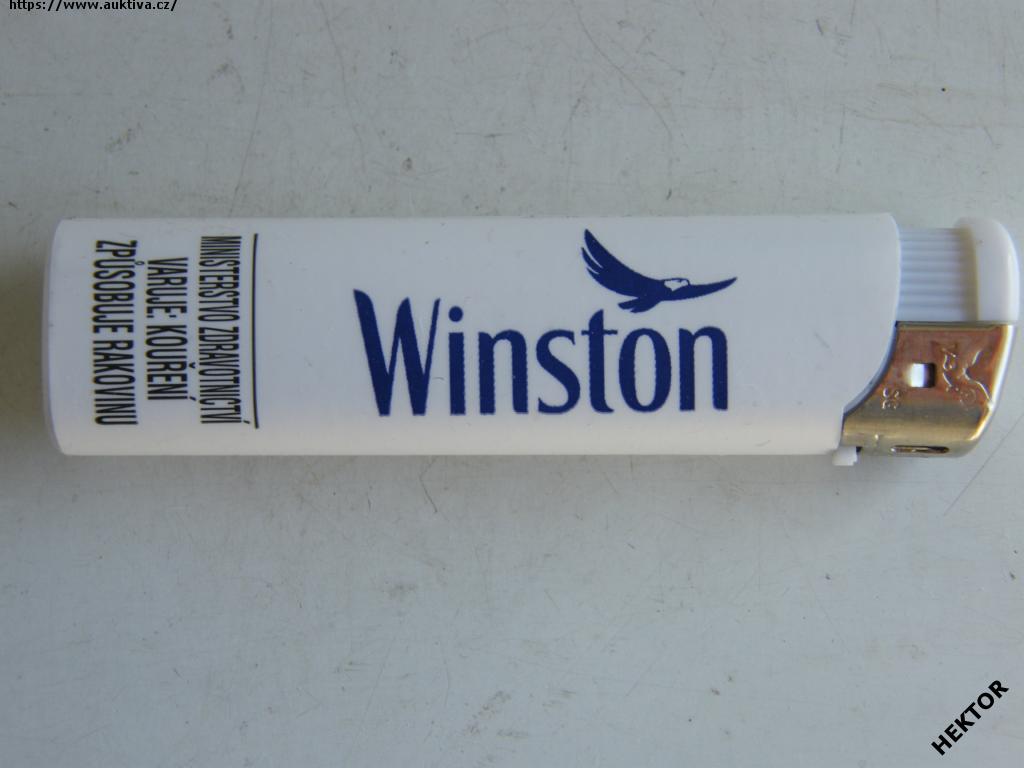 https://www.auktiva.cz/
Winston
MINISTERSTVO ZDRAVOTNICTVÍ
VARUJE: KOUŘENÍ
ZPŮSOBUJE RAKOVINU
HEKTOR